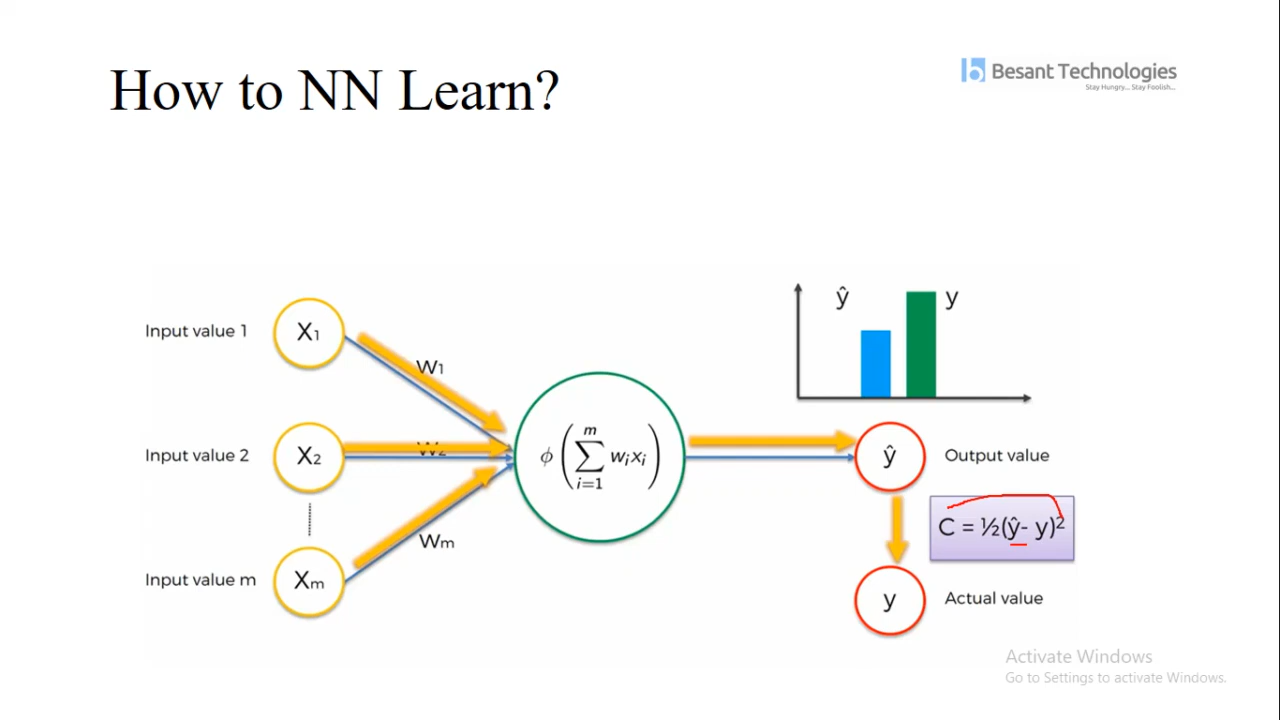 How to NN Learn?
Besant Technologies
Stay Hungry... Stay Foolish...
ŷ
y
Input value 1
X₁
W₁
Input value 2
X₂
W₂
ϕ(∑ᵢ₌₁ᵐ wᵢxᵢ)
ŷ
Output value
C = ½(ŷ- y)²
Wₘ
Input value m
Xₘ
y
Actual value
Activate Windows
Go to Settings to activate Windows.